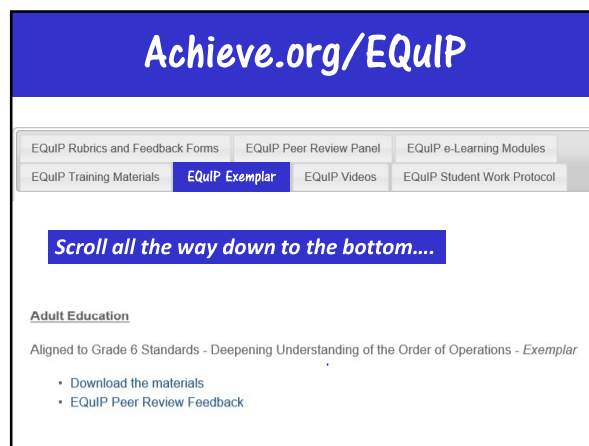 Achieve.org/EQuIP
EQuIP Rubrics and Feedback Forms EQuIP Peer Review Panel EQuIP e-Learning Modules
EQuIP Training Materials EQuIP Exemplar EQuIP Videos EQuIP Student Work Protocol
Scroll all the way down to the bottom....
Adult Education
Aligned to Grade 6 Standards - Deepening Understanding of the Order of Operations - Exemplar
• Download the materials
• EQuIP Peer Review Feedback